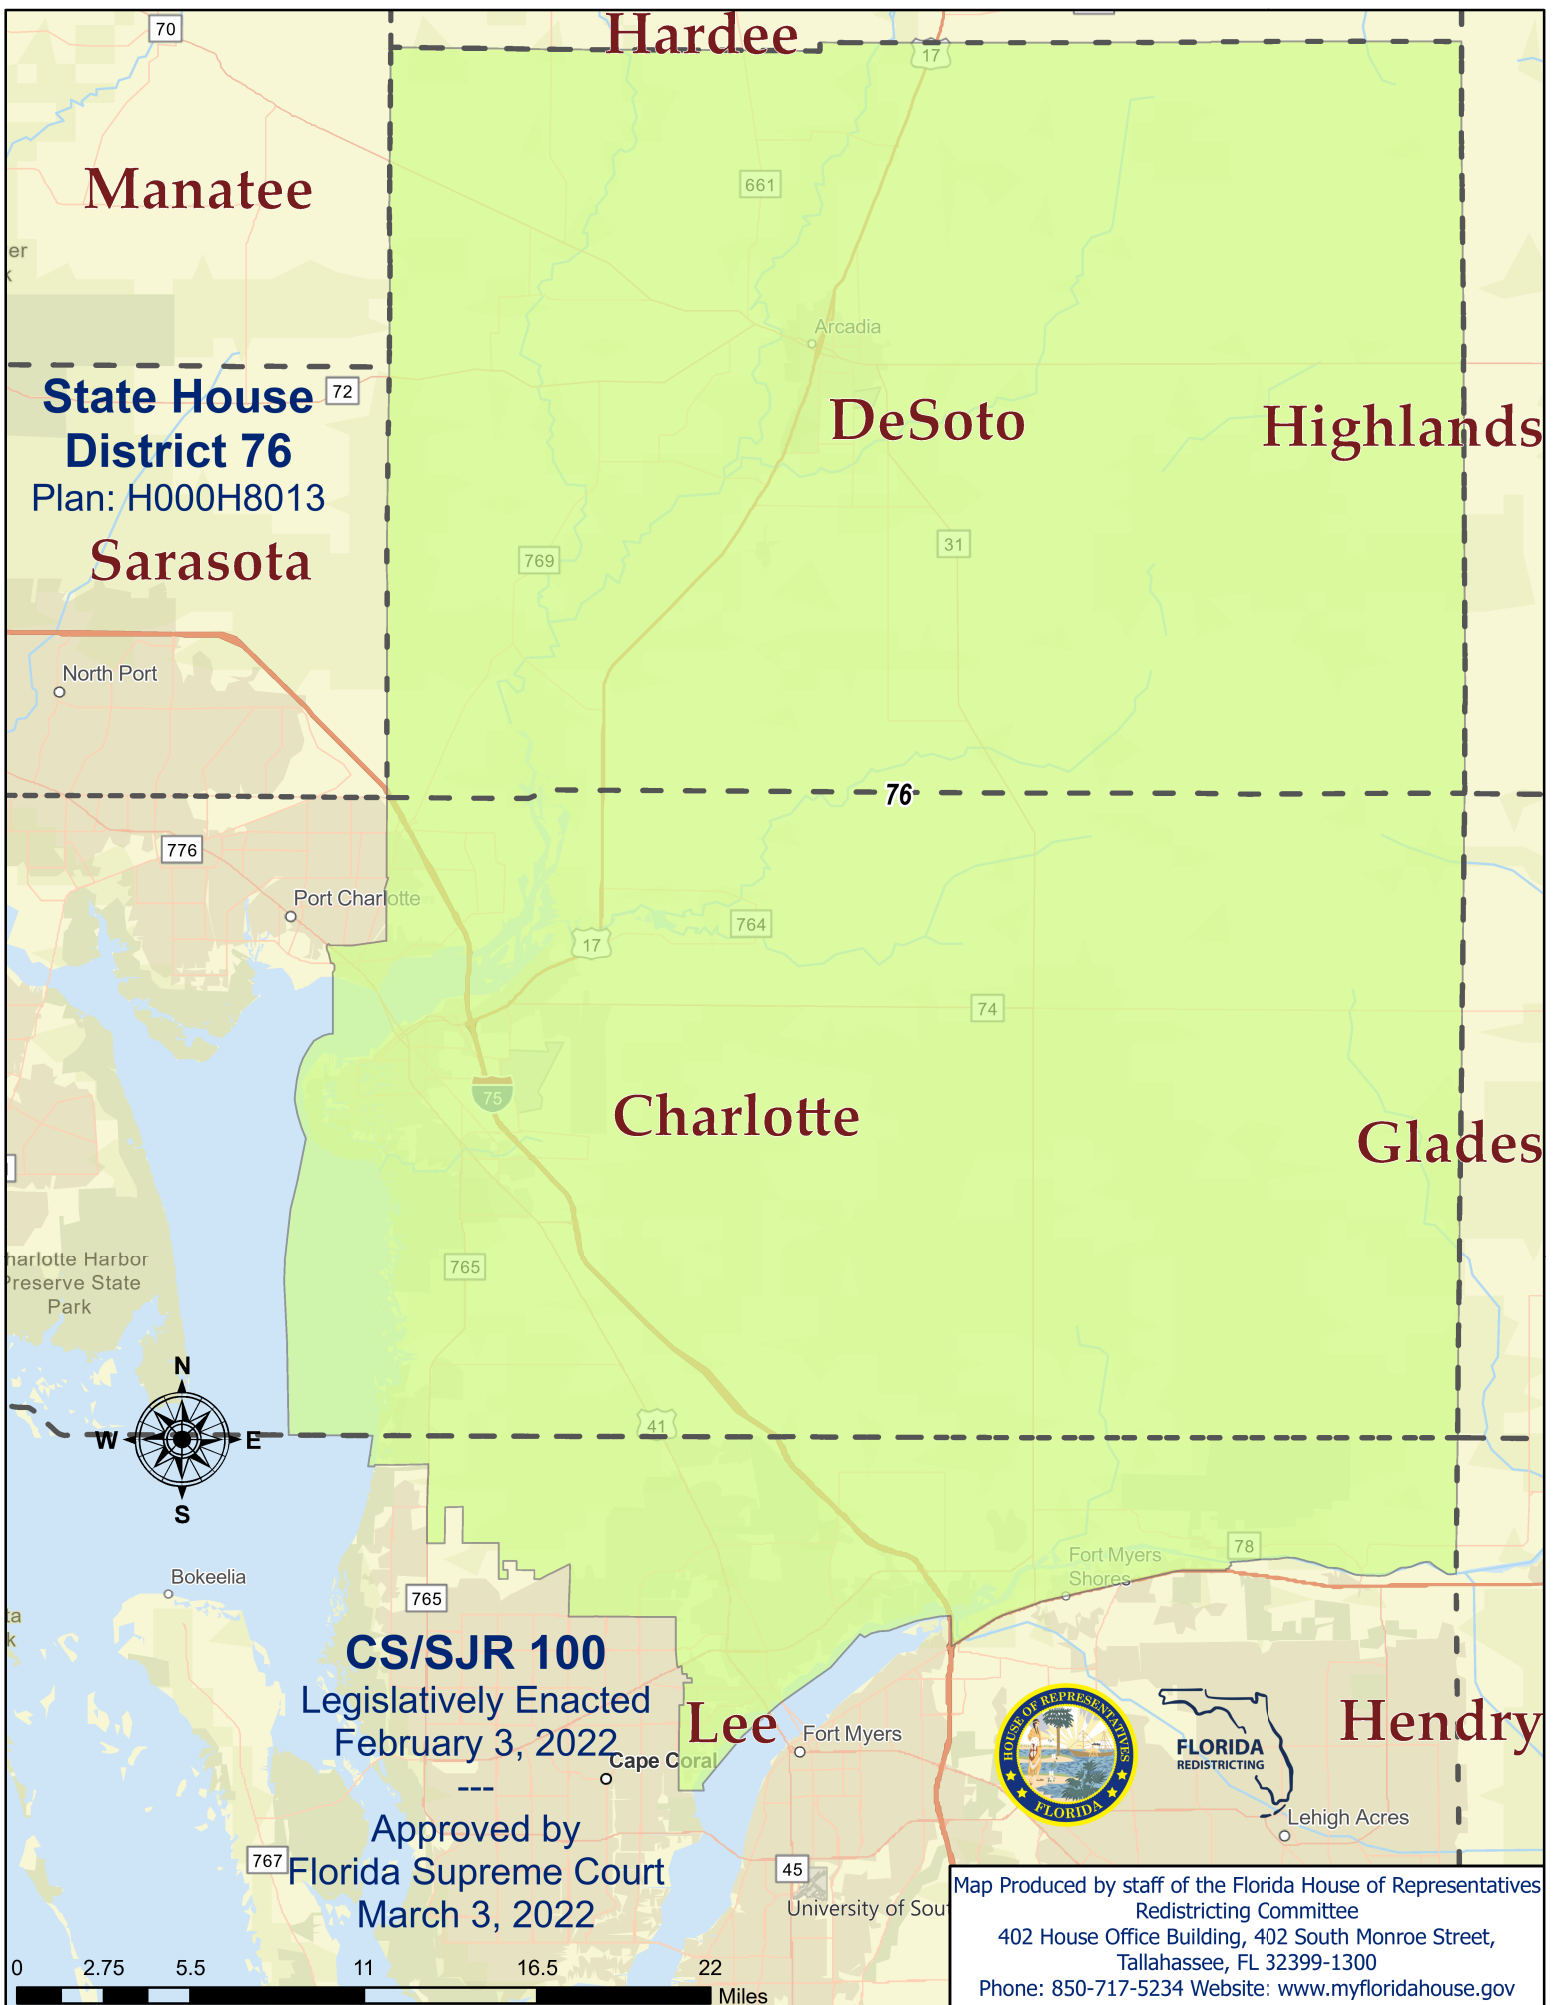 70
Hardee
17
Manatee
661
er
k
Arcadia
State House
District 76
Plan: H000H8013
72
DeSoto
Highlands
Sarasota
769
31
North Port
76
776
Port Charlotte
764
17
74
75
Charlotte
Glades
harlotte Harbor
Preserve State
Park
765
N
W
E
S
41
Fort Myers
Shores
78
Bokeelia
765
ta
k
CS/SJR 100
Legislatively Enacted
February 3, 2022
---
Approved by
Florida Supreme Court
March 3, 2022
Cape Coral
Lee
Fort Myers
HOUSE OF REPRESENTATIVES
FLORIDA
FLORIDA
REDISTRICTING
Hendry
Lehigh Acres
767
45
University of Sou
Map Produced by staff of the Florida House of Representatives
Redistricting Committee
402 House Office Building, 402 South Monroe Street,
Tallahassee, FL 32399-1300
Phone: 850-717-5234 Website: www.myfloridahouse.gov
0 2.75 5.5 11 16.5 22
Miles